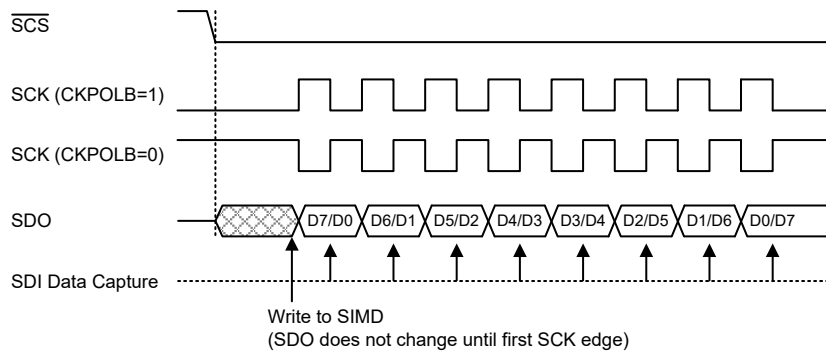 SCS
SCK (CKPOLB=1)
SCK (CKPOLB=0)
SDO
D7/D0 D6/D1 D5/D2 D4/D3 D3/D4 D2/D5 D1/D6 D0/D7
SDI Data Capture
Write to SIMD
(SDO does not change until first SCK edge)